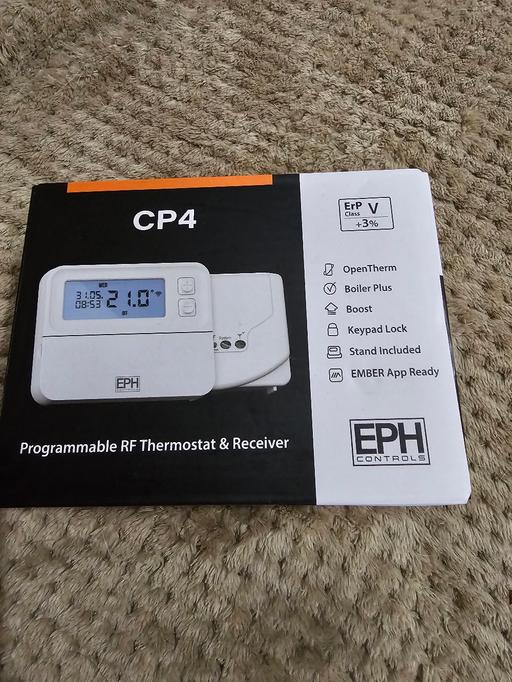 CP4
ErP
Class V
+3%
OpenTherm
Boiler Plus
Boost
Keypad Lock
Stand Included
EMBER App Ready
WED
31.05.
08:53
21.0°
EPH
CONTROLS
Programmable RF Thermostat & Receiver
EPH
CONTROLS